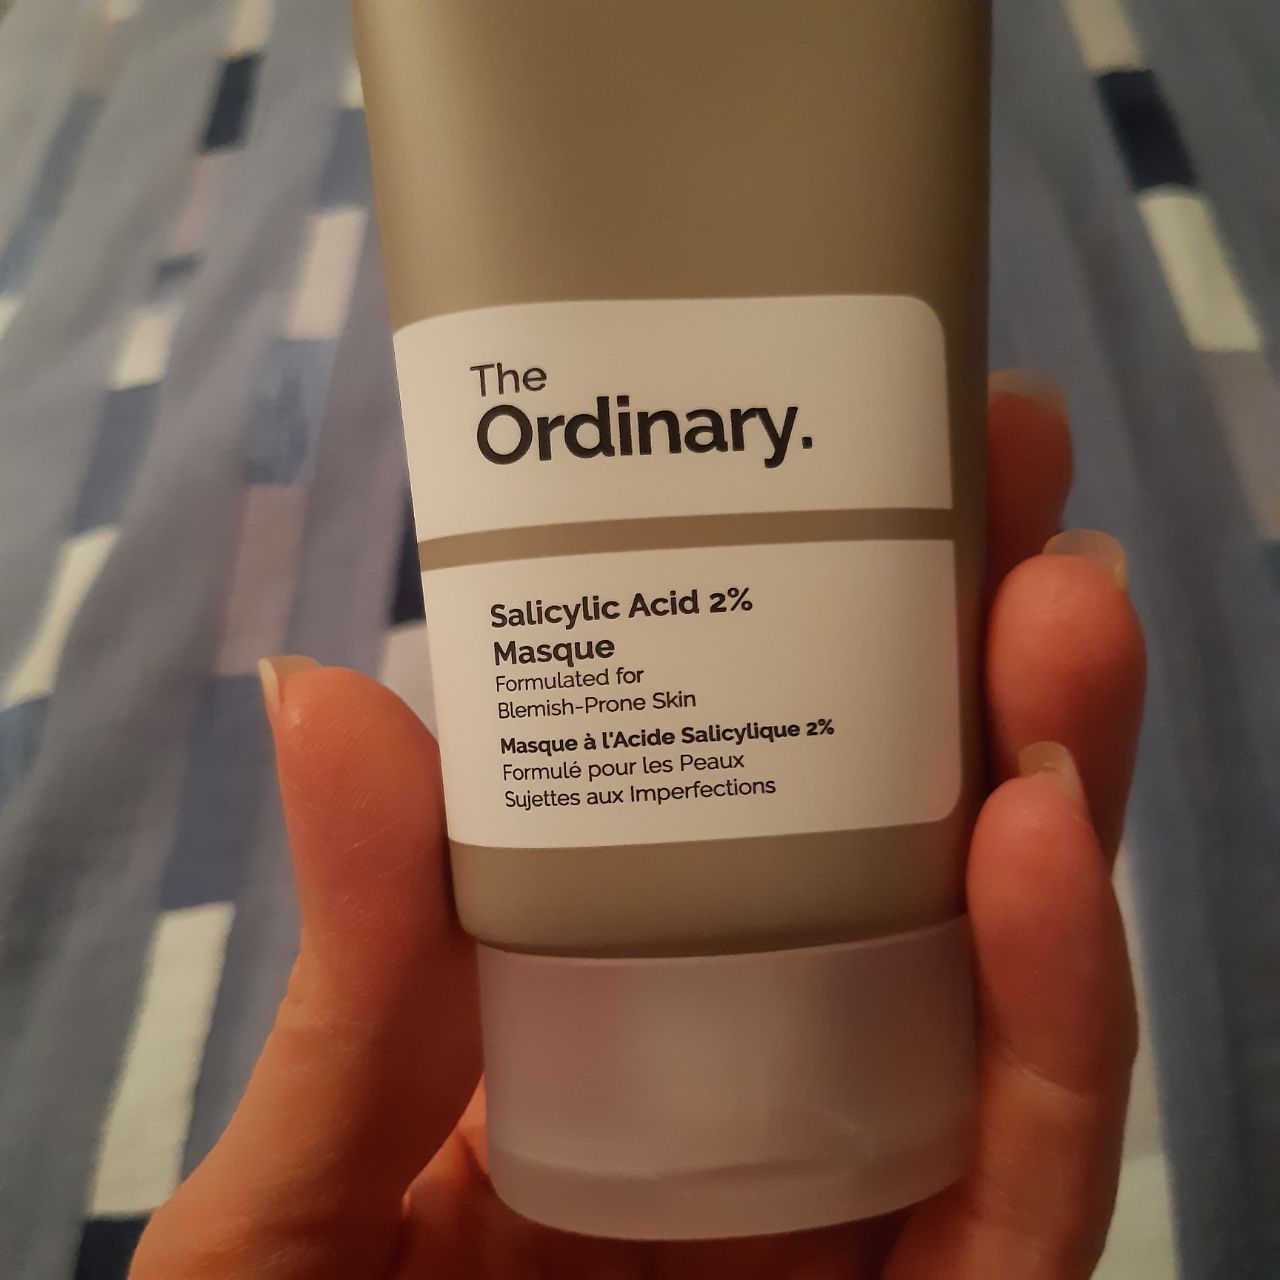 The
Ordinary.
Salicylic Acid 2%
Masque
Formulated for
Blemish-Prone Skin
Masque à l'Acide Salicylique 2%
Formulé pour les Peaux
Sujettes aux Imperfections